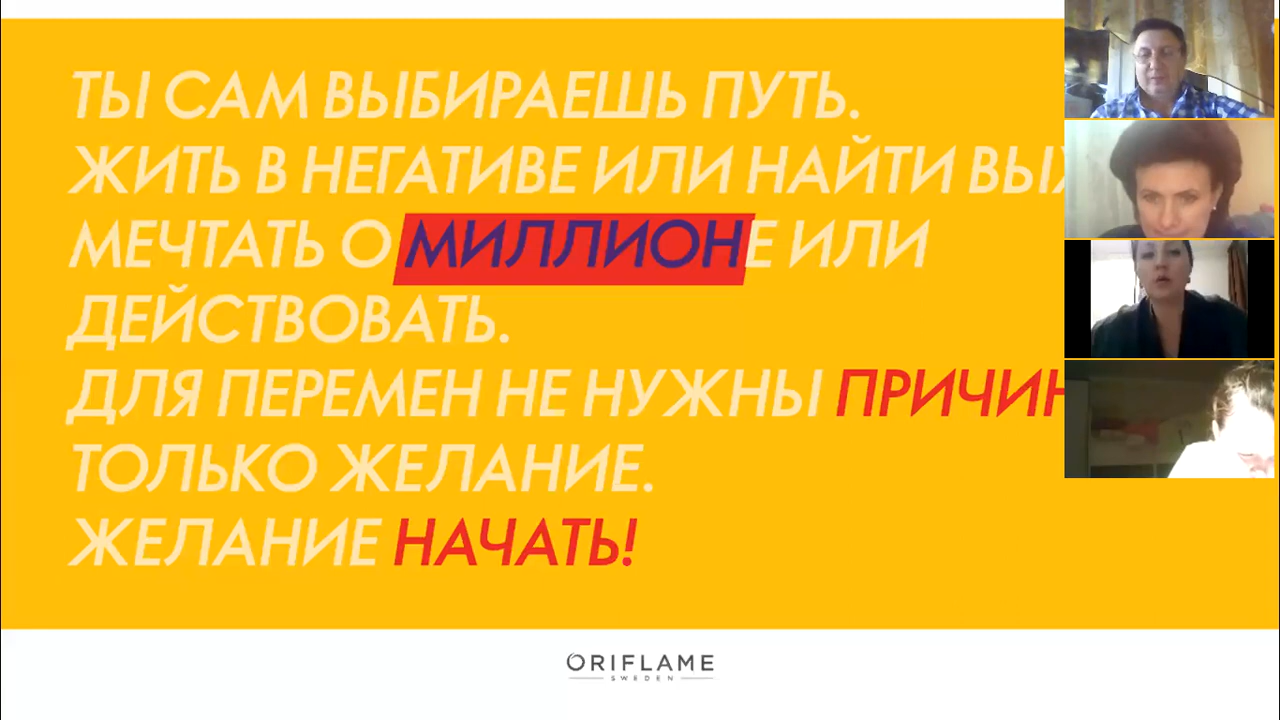 ТЫ САМ ВЫБИРАЕШЬ ПУТЬ.
ЖИТЬ В НЕГАТИВЕ ИЛИ НАЙТИ
МЕЧТАТЬ О МИЛЛИОНЕ ИЛИ
ДЕЙСТВОВАТЬ.
ДЛЯ ПЕРЕМЕН НЕ НУЖНЫ
ТОЛЬКО ЖЕЛАНИЕ.
ЖЕЛАНИЕ НАЧАТЬ!
ORIFLAME
SWEDEN